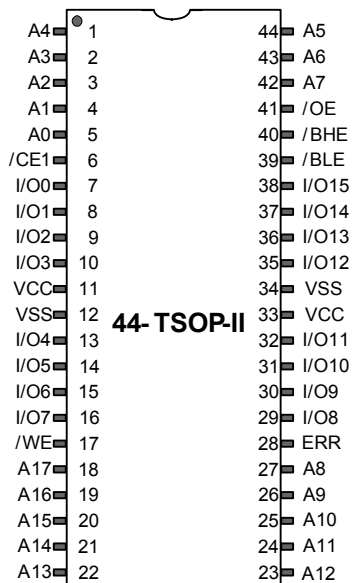 A4 1 44 A5
A3 2 43 A6
A2 3 42 A7
A1 4 41 /OE
A0 5 40 /BHE
/CE1 6 39 /BLE
I/O0 7 38 I/O15
I/O1 8 37 I/O14
I/O2 9 36 I/O13
I/O3 10 35 I/O12
VCC 11 34 VSS
VSS 12 33 VCC
44-TSOP-II
I/O4 13 32 I/O11
I/O5 14 31 I/O10
I/O6 15 30 I/O9
I/O7 16 29 I/O8
/WE 17 28 ERR
A17 18 27 A8
A16 19 26 A9
A15 20 25 A10
A14 21 24 A11
A13 22 23 A12